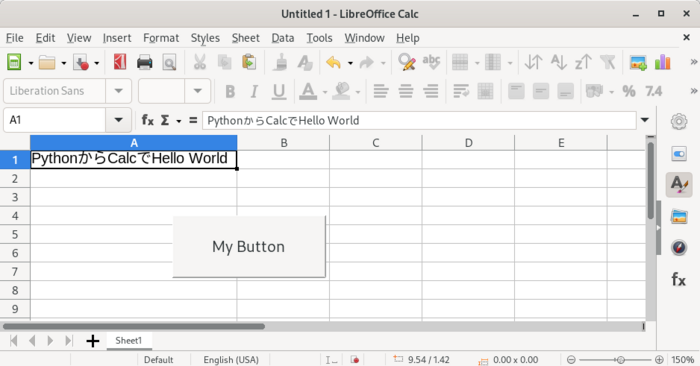 Untitled 1 - LibreOffice Calc
File Edit View Insert Format Styles Sheet Data Tools Window Help
Liberation Sans B I U A % 7.4
A1 fx Σ = PythonからCalcでHello World
A B C D E
1 PythonからCalcでHello World
2
3
4
5
6
7
8
9
My Button
Sheet1
Default English (USA) 9.54 / 1.42 0.00 x 0.00 150%